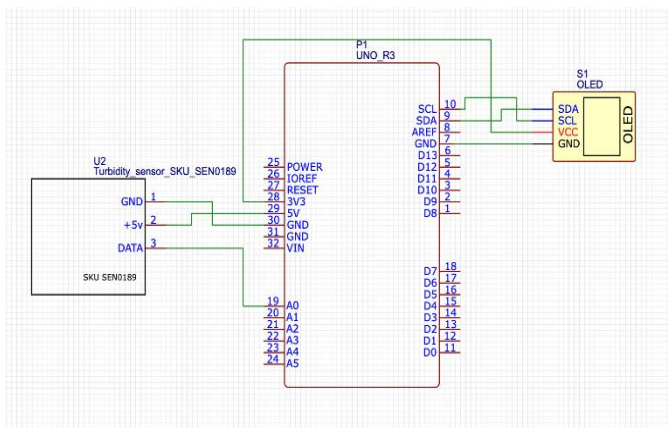 P1
UNO_R3
S1
OLED
SCL 10
SDA 9
AREF 8
GND 7
D13 6
D12 5
D11 4
D10 3
D9 2
D8 1
SDA
SCL
VCC
GND
OLED
U2
Turbidity_sensor_SKU_SEN0189
GND 1
+5v 2
DATA 3
SKU SEN0189
25 POWER
26 IOREF
27 RESET
28 3V3
29 5V
30 GND
31 GND
32 VIN
D7 18
D6 17
D5 16
D4 15
D3 14
D2 13
D1 12
D0 11
19 A0
20 A1
21 A2
22 A3
23 A4
24 A5